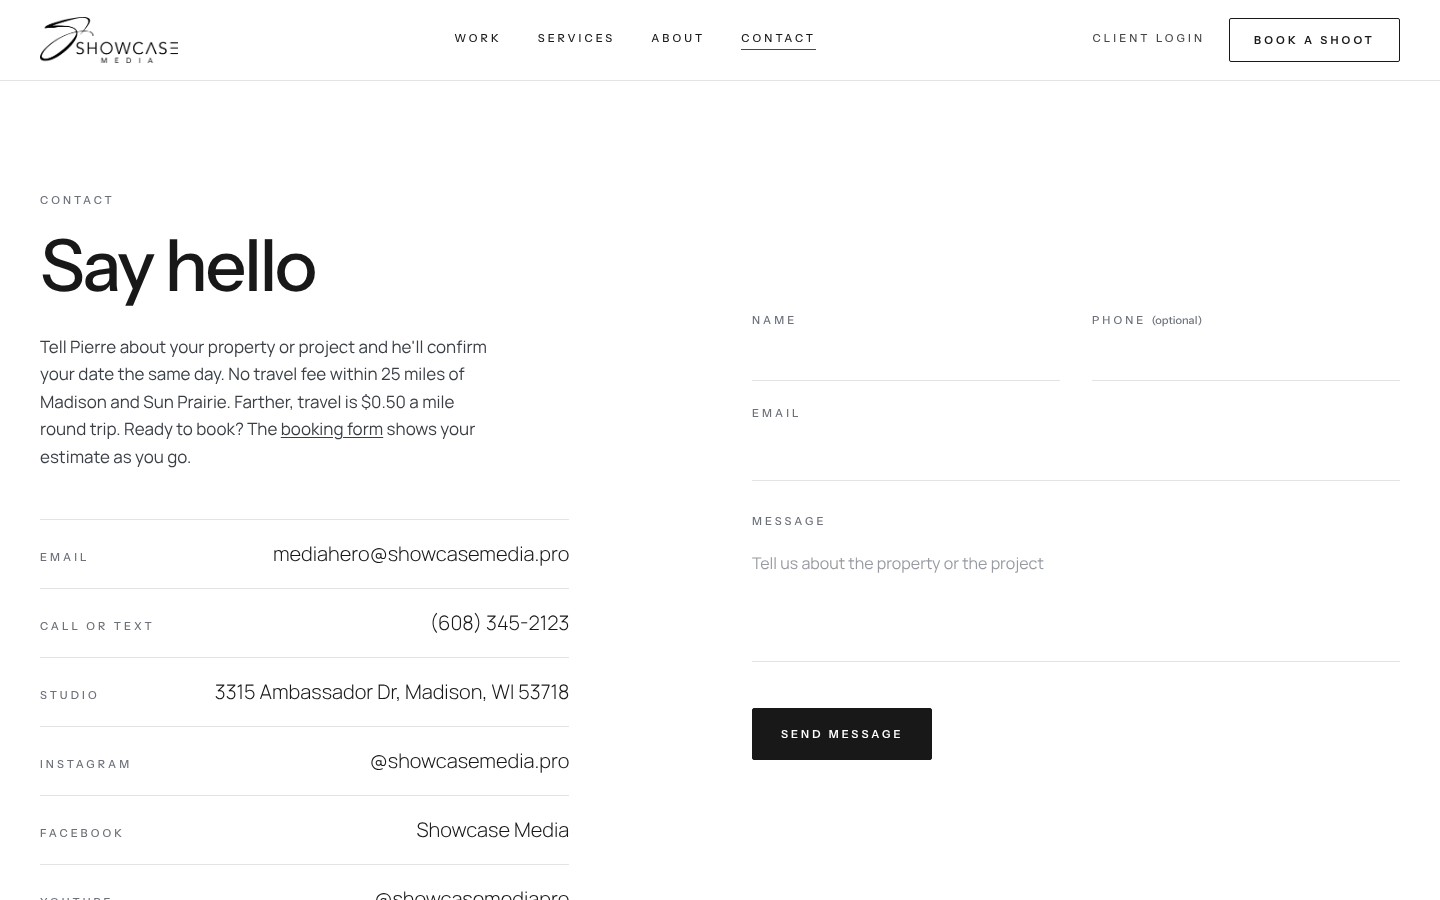 SHOWCASE
MEDIA
WORK
SERVICES
ABOUT
CONTACT
CLIENT LOGIN
BOOK A SHOOT
CONTACT
Say hello
Tell Pierre about your property or project and he'll confirm
your date the same day. No travel fee within 25 miles of
Madison and Sun Prairie. Farther, travel is $0.50 a mile
round trip. Ready to book? The booking form shows your
estimate as you go.
EMAIL
mediahero@showcasemedia.pro
CALL OR TEXT
(608) 345-2123
STUDIO
3315 Ambassador Dr, Madison, WI 53718
INSTAGRAM
@showcasemedia.pro
FACEBOOK
Showcase Media
YOUTUBE
@showcasemediapro
NAME
PHONE (optional)
EMAIL
MESSAGE
Tell us about the property or the project
SEND MESSAGE